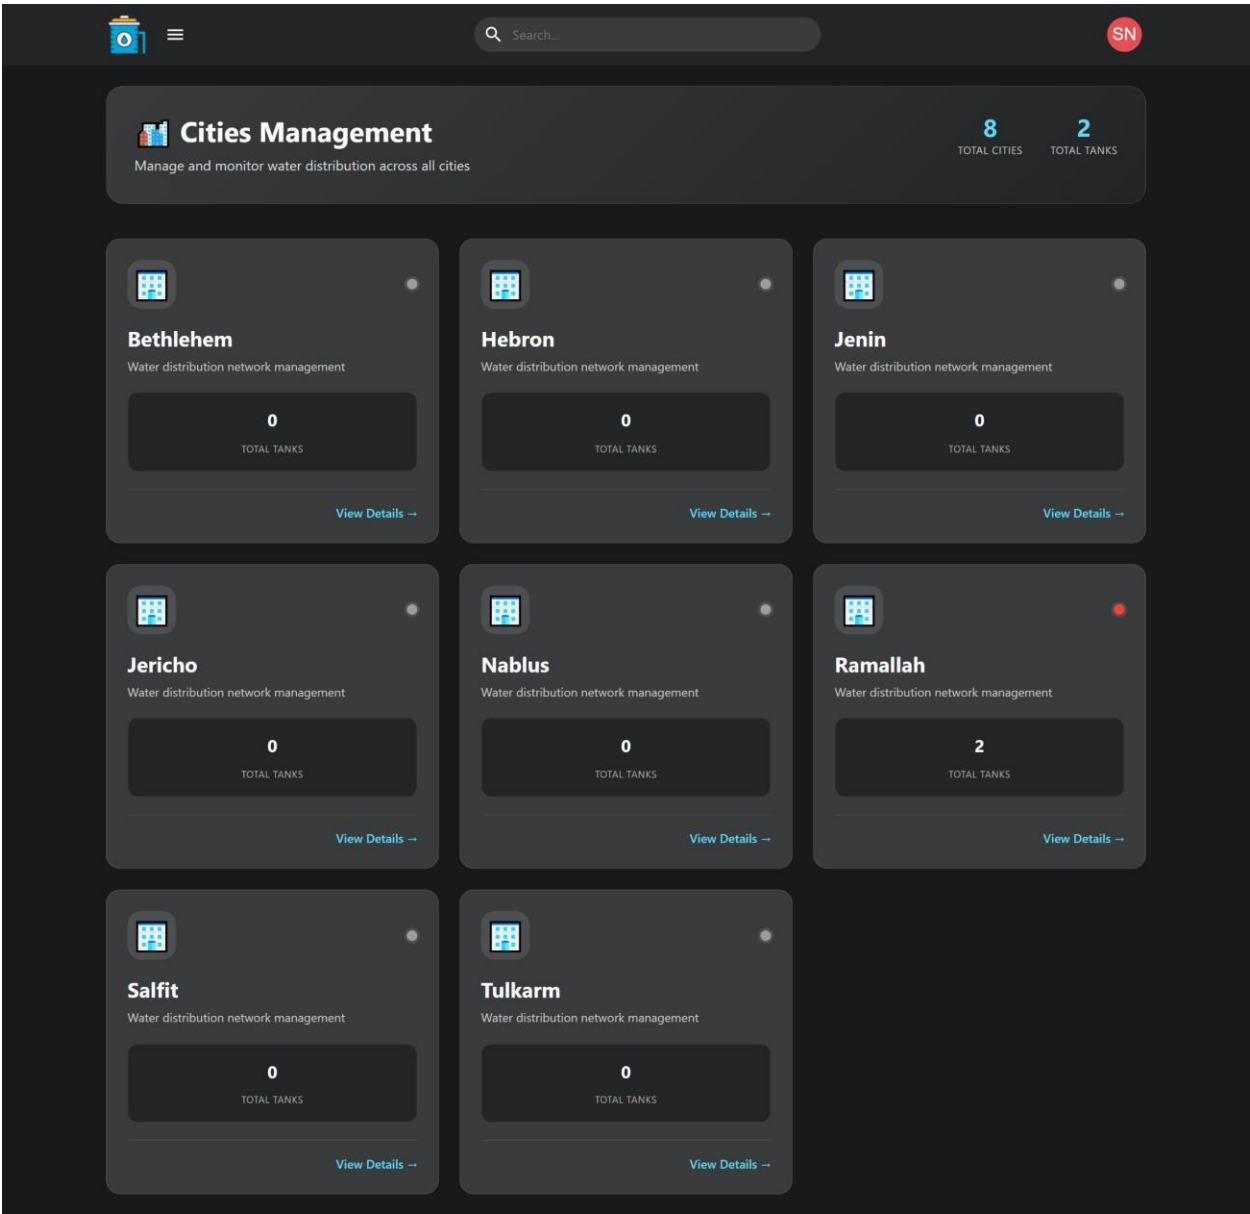 Search...
SN
Cities Management
Manage and monitor water distribution across all cities
8
TOTAL CITIES
2
TOTAL TANKS
Bethlehem
Water distribution network management
0
TOTAL TANKS
View Details →
Hebron
Water distribution network management
0
TOTAL TANKS
View Details →
Jenin
Water distribution network management
0
TOTAL TANKS
View Details →
Jericho
Water distribution network management
0
TOTAL TANKS
View Details →
Nablus
Water distribution network management
0
TOTAL TANKS
View Details →
Ramallah
Water distribution network management
2
TOTAL TANKS
View Details →
Salfit
Water distribution network management
0
TOTAL TANKS
View Details →
Tulkarm
Water distribution network management
0
TOTAL TANKS
View Details →